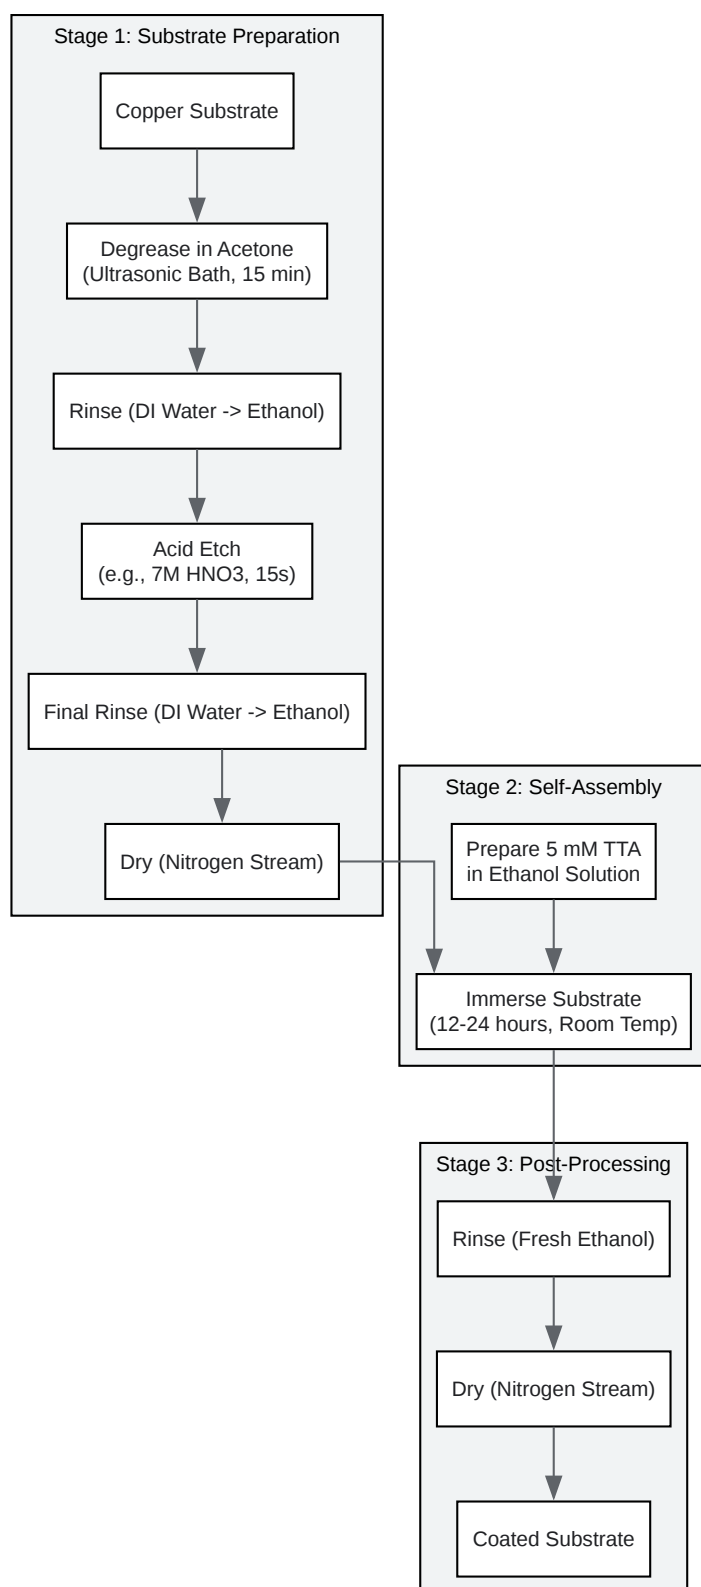 Stage 1: Substrate Preparation
Copper Substrate
Degrease in Acetone
(Ultrasonic Bath, 15 min)
Rinse (DI Water -> Ethanol)
Acid Etch
(e.g., 7M HNO3, 15s)
Final Rinse (DI Water -> Ethanol)
Dry (Nitrogen Stream)
Stage 2: Self-Assembly
Prepare 5 mM TTA
in Ethanol Solution
Immerse Substrate
(12-24 hours, Room Temp)
Stage 3: Post-Processing
Rinse (Fresh Ethanol)
Dry (Nitrogen Stream)
Coated Substrate